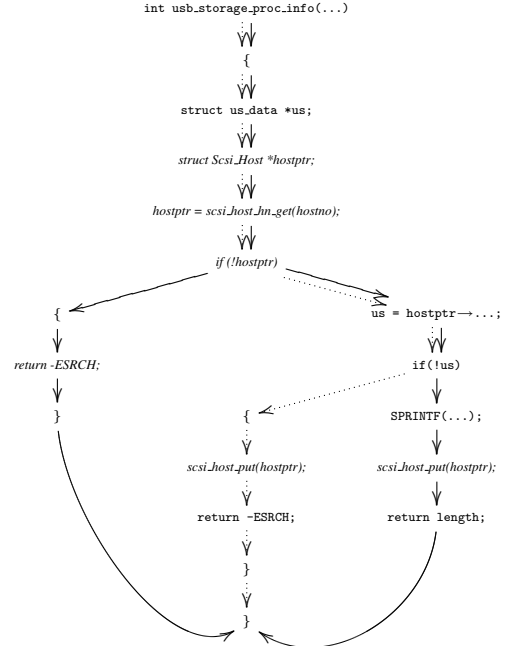 int usb_storage_proc_info(...)
{
struct us_data *us;
struct Scsi_Host *hostptr;
hostptr = scsi_host_hn_get(hostno);
if (!hostptr)
{
us = hostptr→...;
return -ESRCH;
if(!us)
}
{
SPRINTF(...);
scsi_host_put(hostptr);
scsi_host_put(hostptr);
return -ESRCH;
return length;
}
}